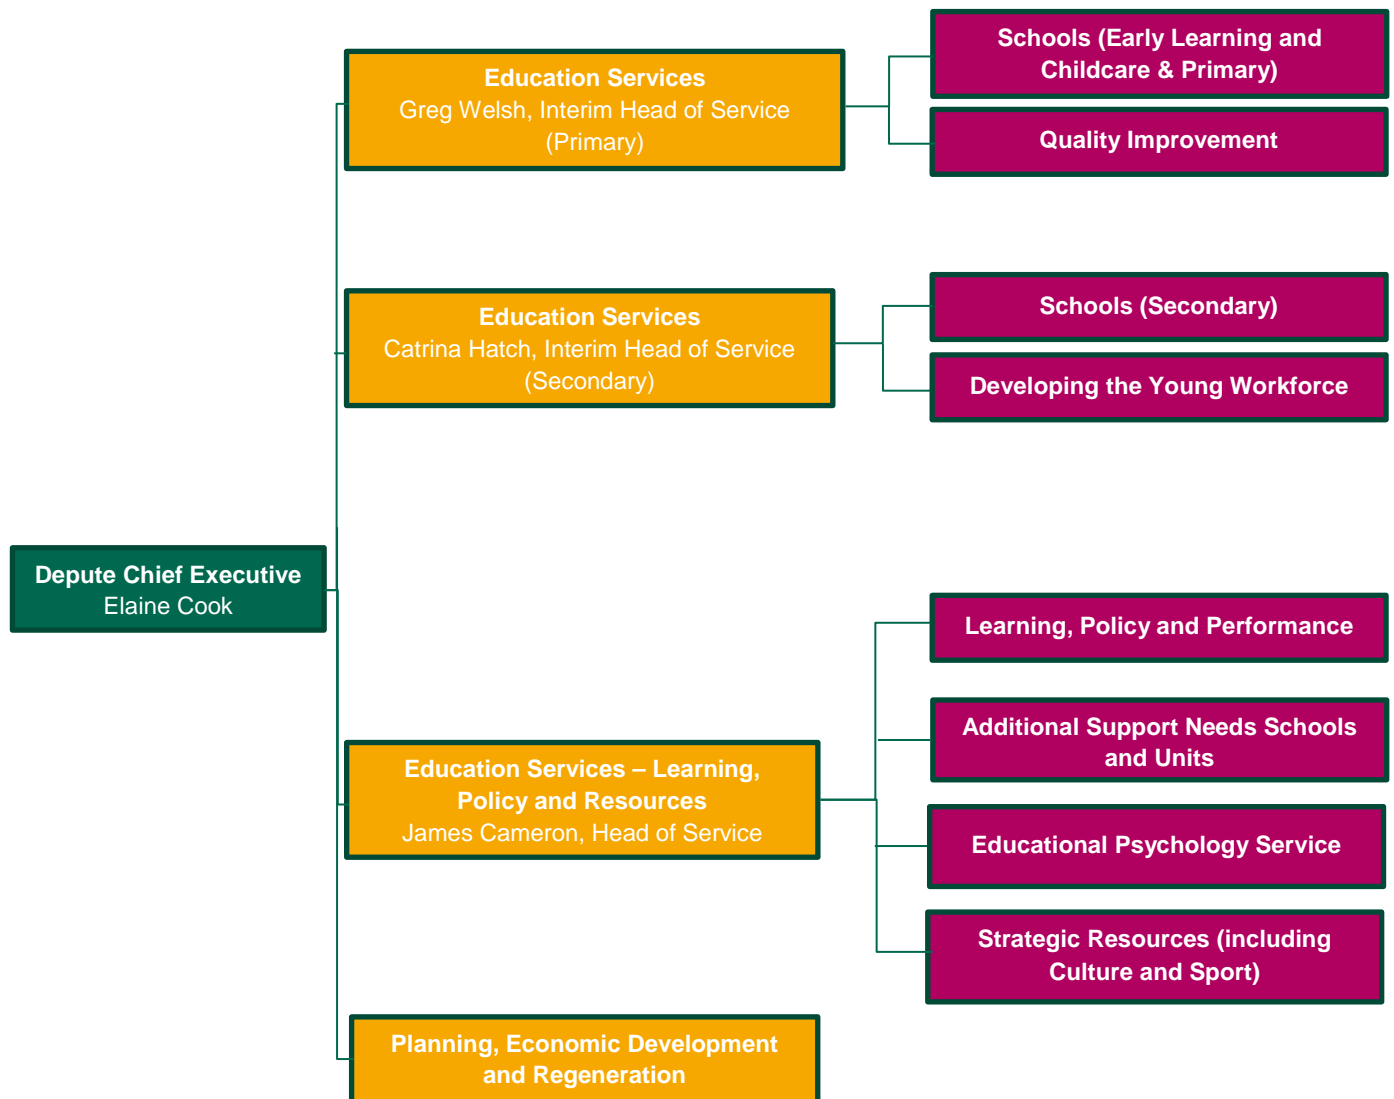 Schools (Early Learning and
Childcare & Primary)
Education Services
Greg Welsh, Interim Head of Service
(Primary)
Quality Improvement
Schools (Secondary)
Education Services
Catrina Hatch, Interim Head of Service
(Secondary)
Developing the Young Workforce
Depute Chief Executive
Elaine Cook
Learning, Policy and Performance
Additional Support Needs Schools
and Units
Education Services – Learning,
Policy and Resources
James Cameron, Head of Service
Educational Psychology Service
Strategic Resources (including
Culture and Sport)
Planning, Economic Development
and Regeneration